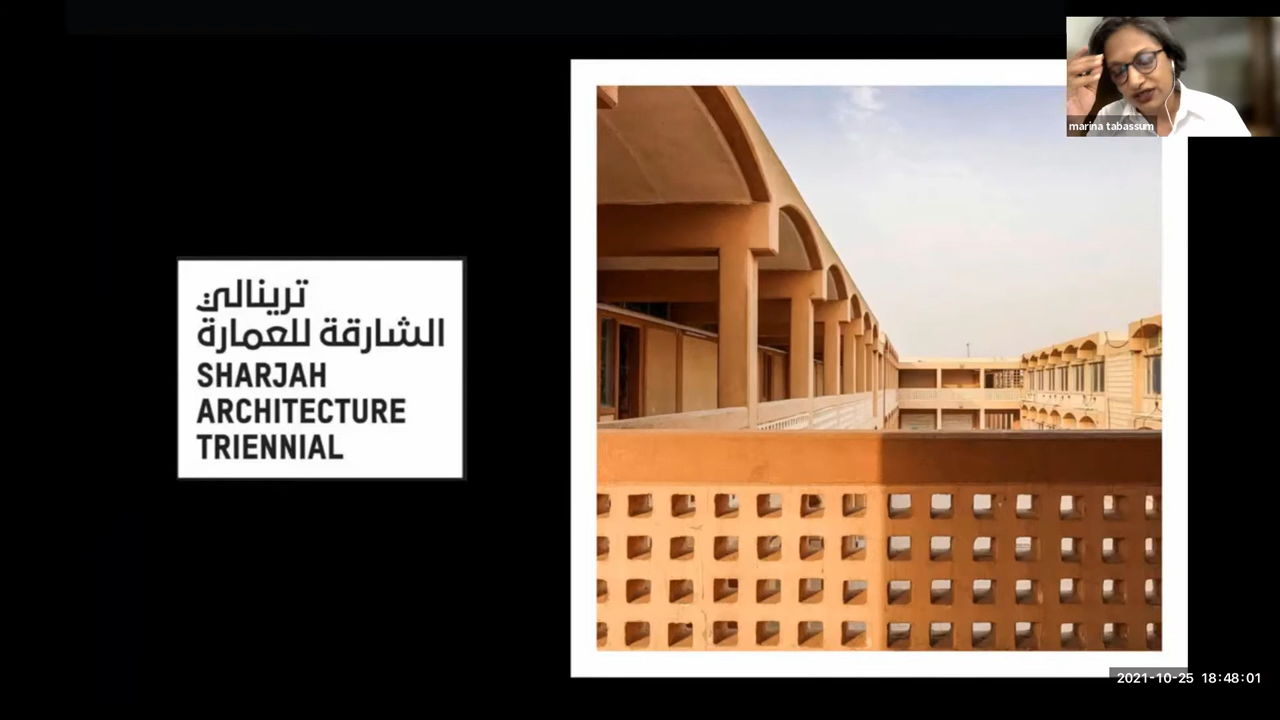 marina tabassum
ترينالي
الشارقة للعمارة
SHARJAH
ARCHITECTURE
TRIENNIAL
2021-10-25 18:48:01